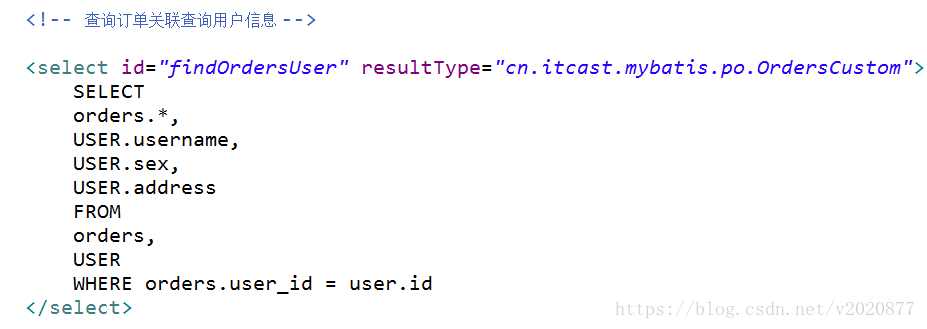 <!-- 查询订单关联查询用户信息 -->
<select id="findOrdersUser" resultType="cn.itcast.mybatis.po.OrdersCustom">
SELECT
orders.*,
USER.username,
USER.sex,
USER.address
FROM
orders,
USER
WHERE orders.user_id = user.id
</select>
https://blog.csdn.net/v2020877